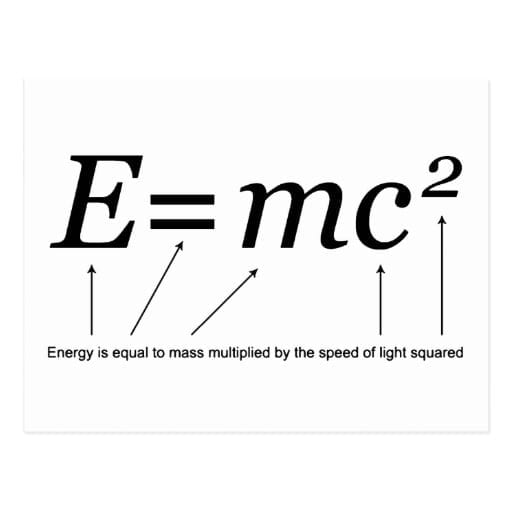 E=mc²
Energy is equal to mass multiplied by the speed of light squared